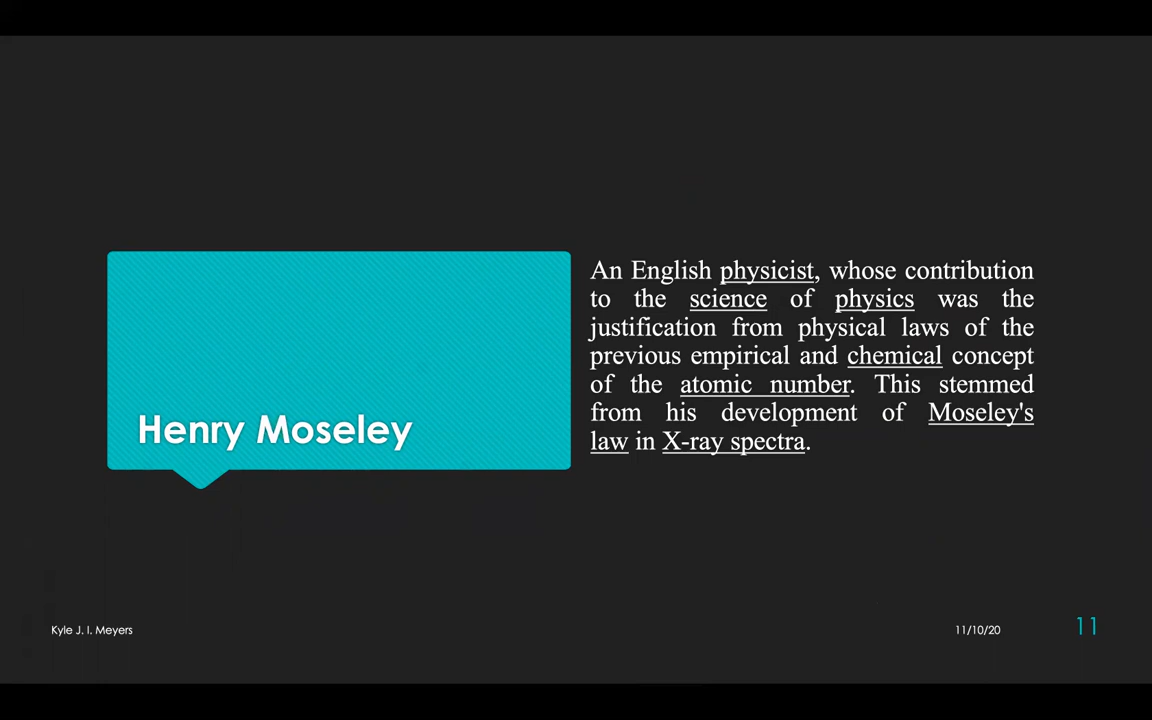 Henry Moseley
An English physicist, whose contribution
to the science of physics was the
justification from physical laws of the
previous empirical and chemical concept
of the atomic number. This stemmed
from his development of Moseley's
law in X-ray spectra.
Kyle J. I. Meyers
11/10/20
11